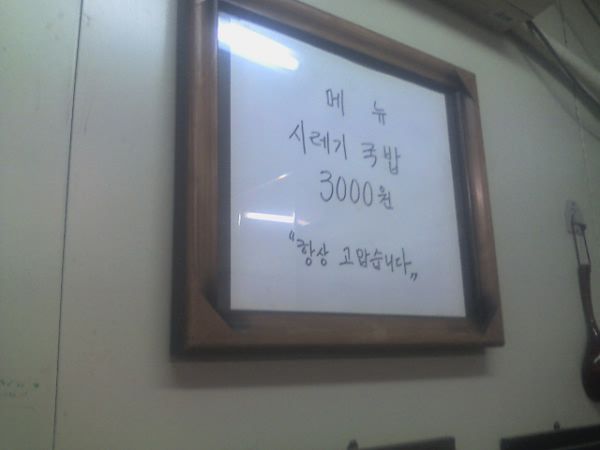 메 뉴
시레기 국밥
3000원
"항상 고맙습니다"